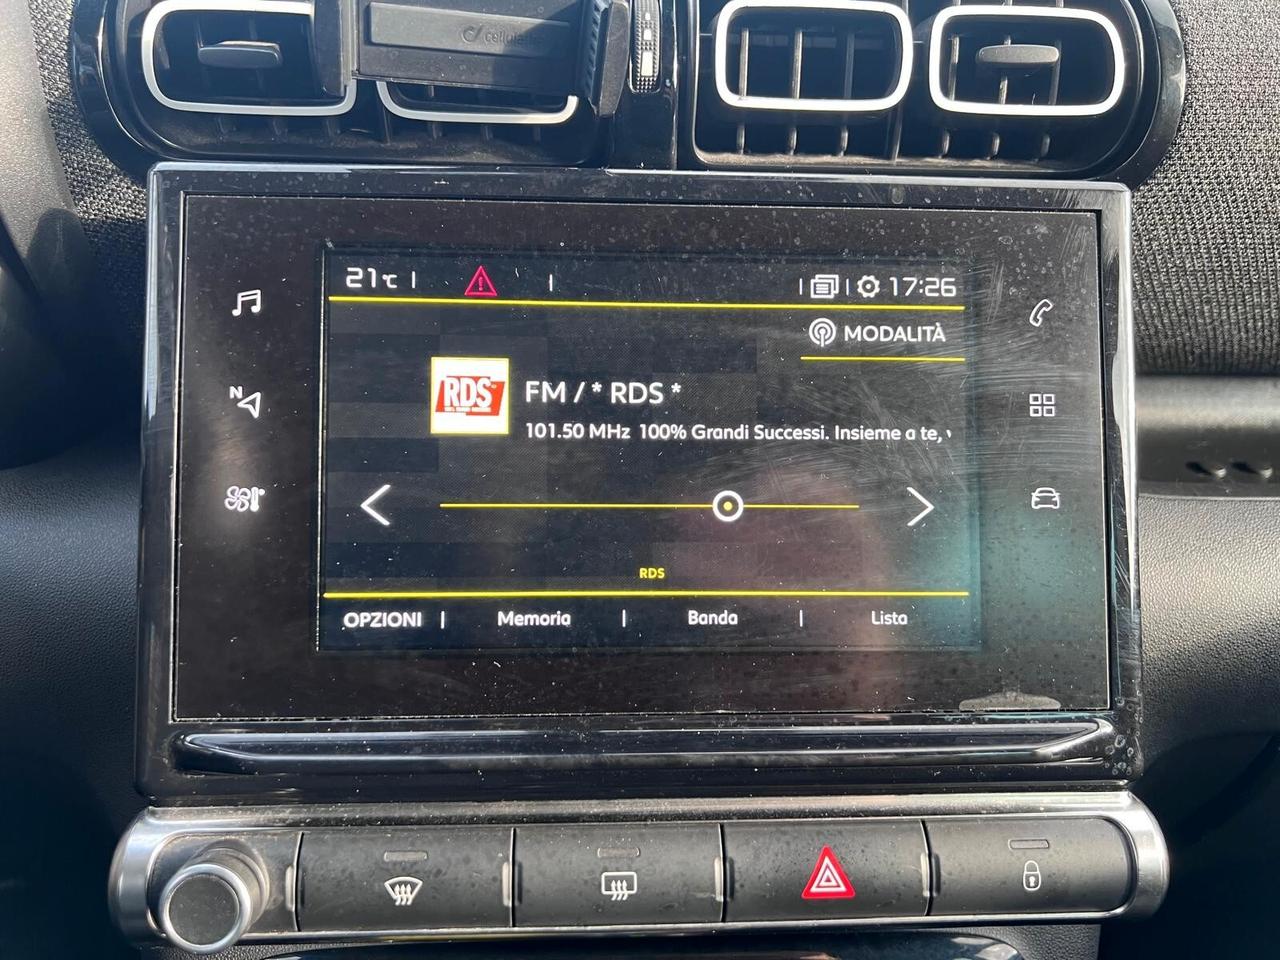 21°C
17:26
MODALITÀ
RDS
FM / * RDS *
101.50 MHz 100% Grandi Successi. Insieme a te,
N
RDS
OPZIONI | Memoria | Banda | Lista